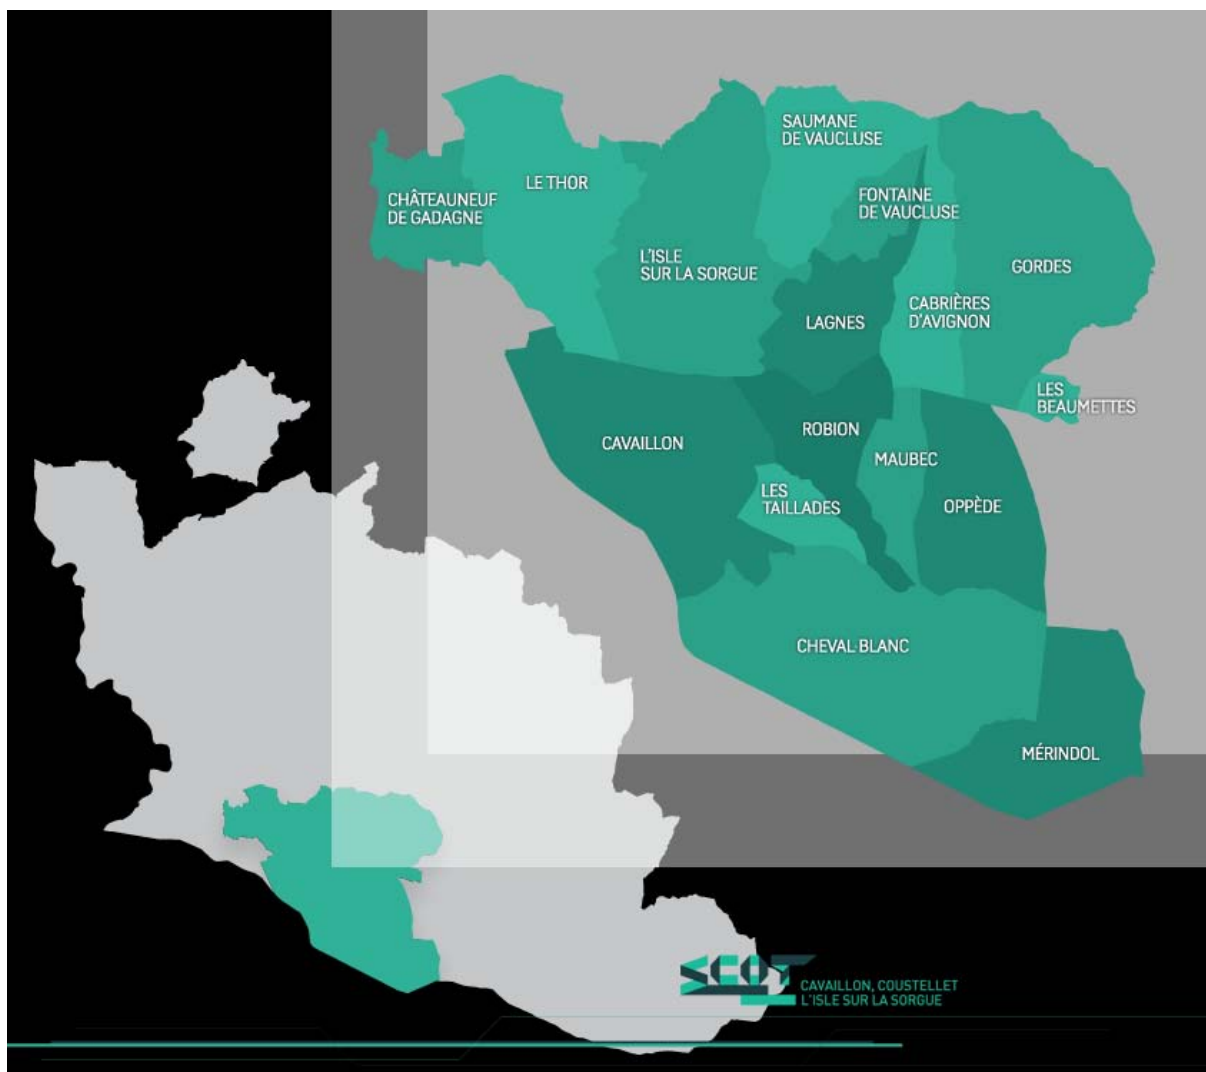 SAUMANE
DE VAUCLUSE
LE THOR
CHÂTEAUNEUF
DE GADAGNE
FONTAINE
DE VAUCLUSE
L'ISLE
SUR LA SORGUE
GORDES
CABRIÈRES
D'AVIGNON
LAGNES
LES
BEAUMETTES
CAVAILLON
ROBION
MAUBEC
LES
TAILLADES
OPPÈDE
CHEVAL BLANC
MÉRINDOL
SCOT
CAVAILLON, COUSTELLET
L'ISLE SUR LA SORGUE